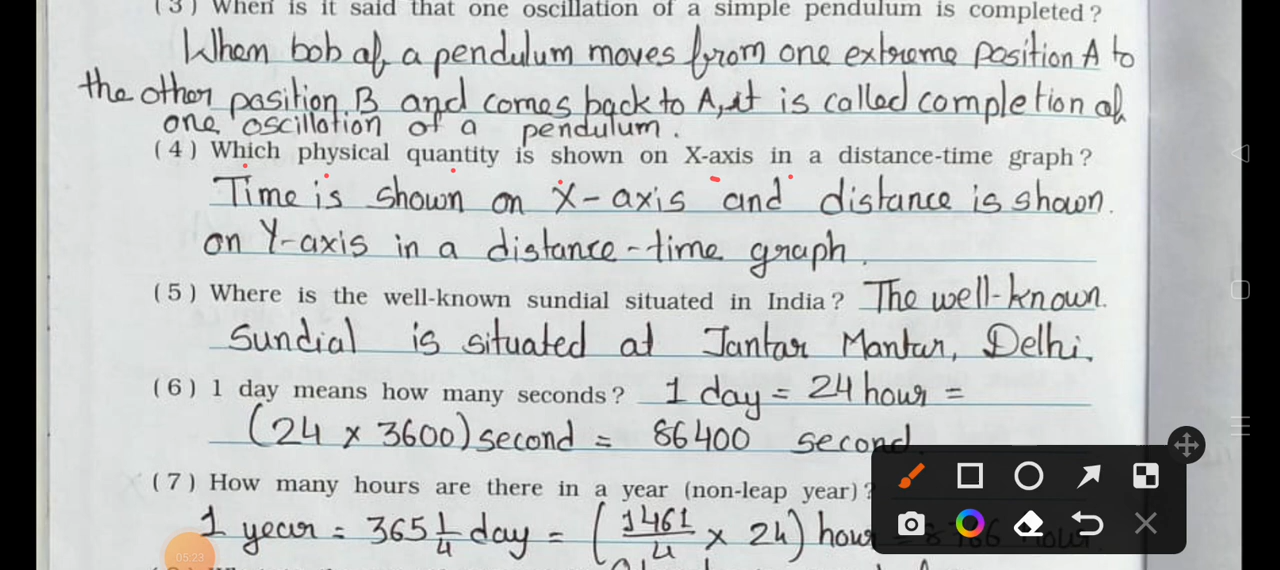 (3) When is it said that one oscillation of a simple pendulum is completed?
When bob of a pendulum moves from one extreme position A to
the other position B and comes back to A, it is called completion of
one oscillation of a pendulum.
(4) Which physical quantity is shown on X-axis in a distance-time graph?
Time is shown on X-axis and distance is shown.
on Y-axis in a distance-time graph.
(5) Where is the well-known sundial situated in India? The well-known.
Sundial is situated at Jantar Mantar, Delhi.
(6) 1 day means how many seconds? 1 day = 24 hour =
(24 x 3600) second = 86400 second
(7) How many hours are there in a year (non-leap year)?
1 year = 365 1/4 day = (1461/4 x 24) hour
05:23